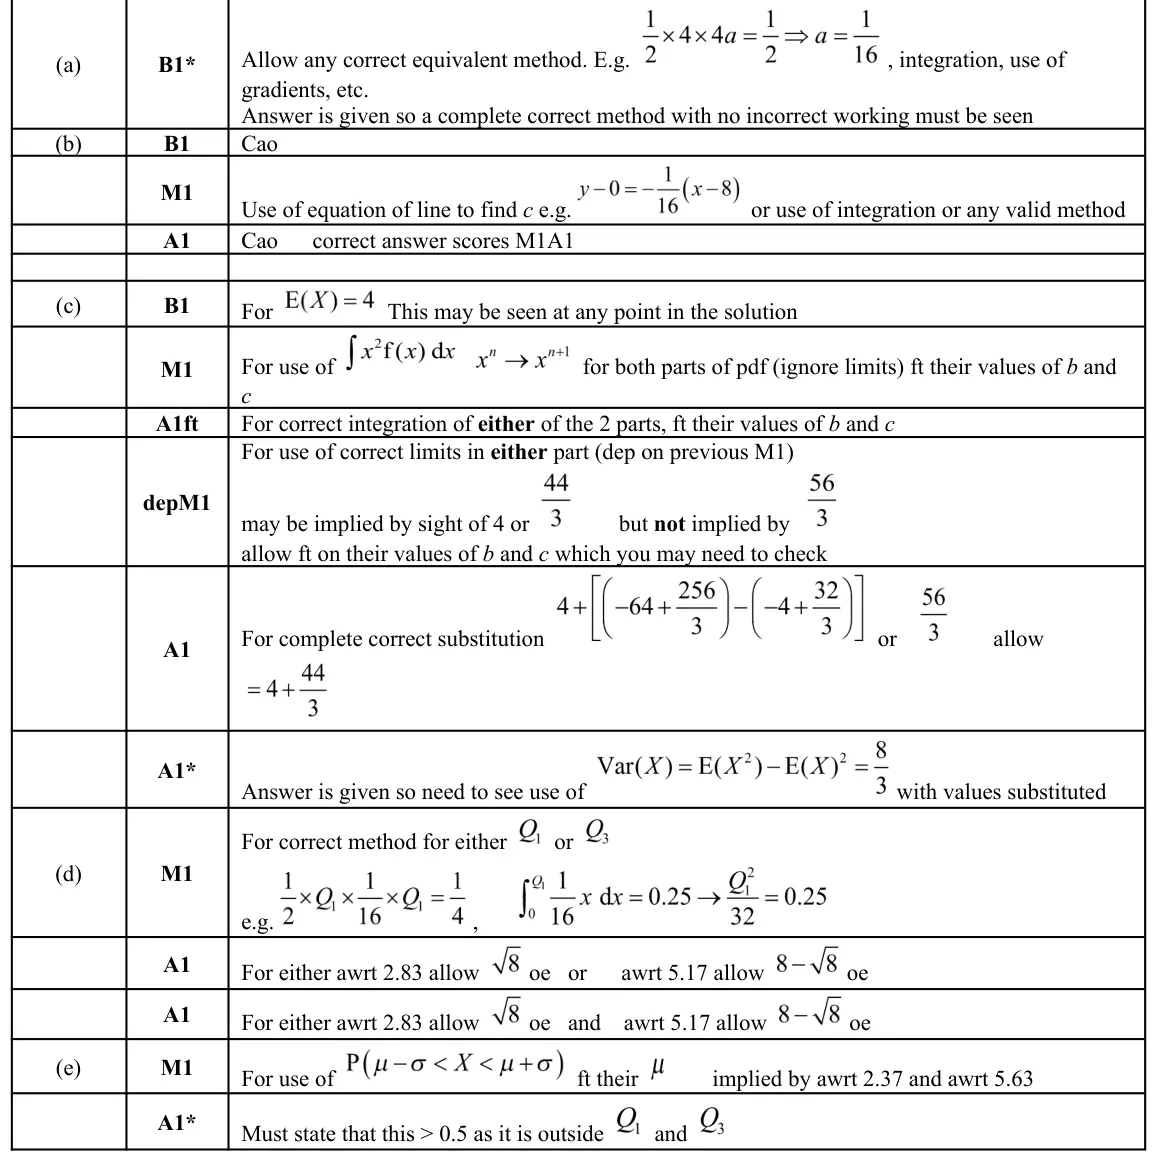 (a) B1* Allow any correct equivalent method. E.g. 1/2 × 4 × 4a = 1/2 ⇒ a = 1/16 , integration, use of
gradients, etc.
Answer is given so a complete correct method with no incorrect working must be seen
(b) B1 Cao
M1 Use of equation of line to find c e.g. y − 0 = −1/16 (x − 8) or use of integration or any valid method
A1 Cao correct answer scores M1A1
(c) B1 For E(X) = 4 This may be seen at any point in the solution
M1 For use of ∫x²f(x) dx xⁿ → xⁿ⁺¹ for both parts of pdf (ignore limits) ft their values of b and
c
A1ft For correct integration of either of the 2 parts, ft their values of b and c
depM1 For use of correct limits in either part (dep on previous M1)
may be implied by sight of 4 or 44/3 but not implied by 56/3
allow ft on their values of b and c which you may need to check
A1 For complete correct substitution 4 + [(−64 + 256/3) − (−4 + 32/3)] or 56/3 allow
= 4 + 44/3
A1* Answer is given so need to see use of Var(X) = E(X²) − E(X)² = 8/3 with values substituted
(d) M1 For correct method for either Q₁ or Q₃
e.g. 1/2 × Q₁ × 1/16 × Q₁ = 1/4 , ∫₀^Q₁ 1/16 x dx = 0.25 → Q₁²/32 = 0.25
A1 For either awrt 2.83 allow √8 oe or awrt 5.17 allow 8 − √8 oe
A1 For either awrt 2.83 allow √8 oe and awrt 5.17 allow 8 − √8 oe
(e) M1 For use of P(μ − σ < X < μ + σ) ft their μ implied by awrt 2.37 and awrt 5.63
A1* Must state that this > 0.5 as it is outside Q₁ and Q₃